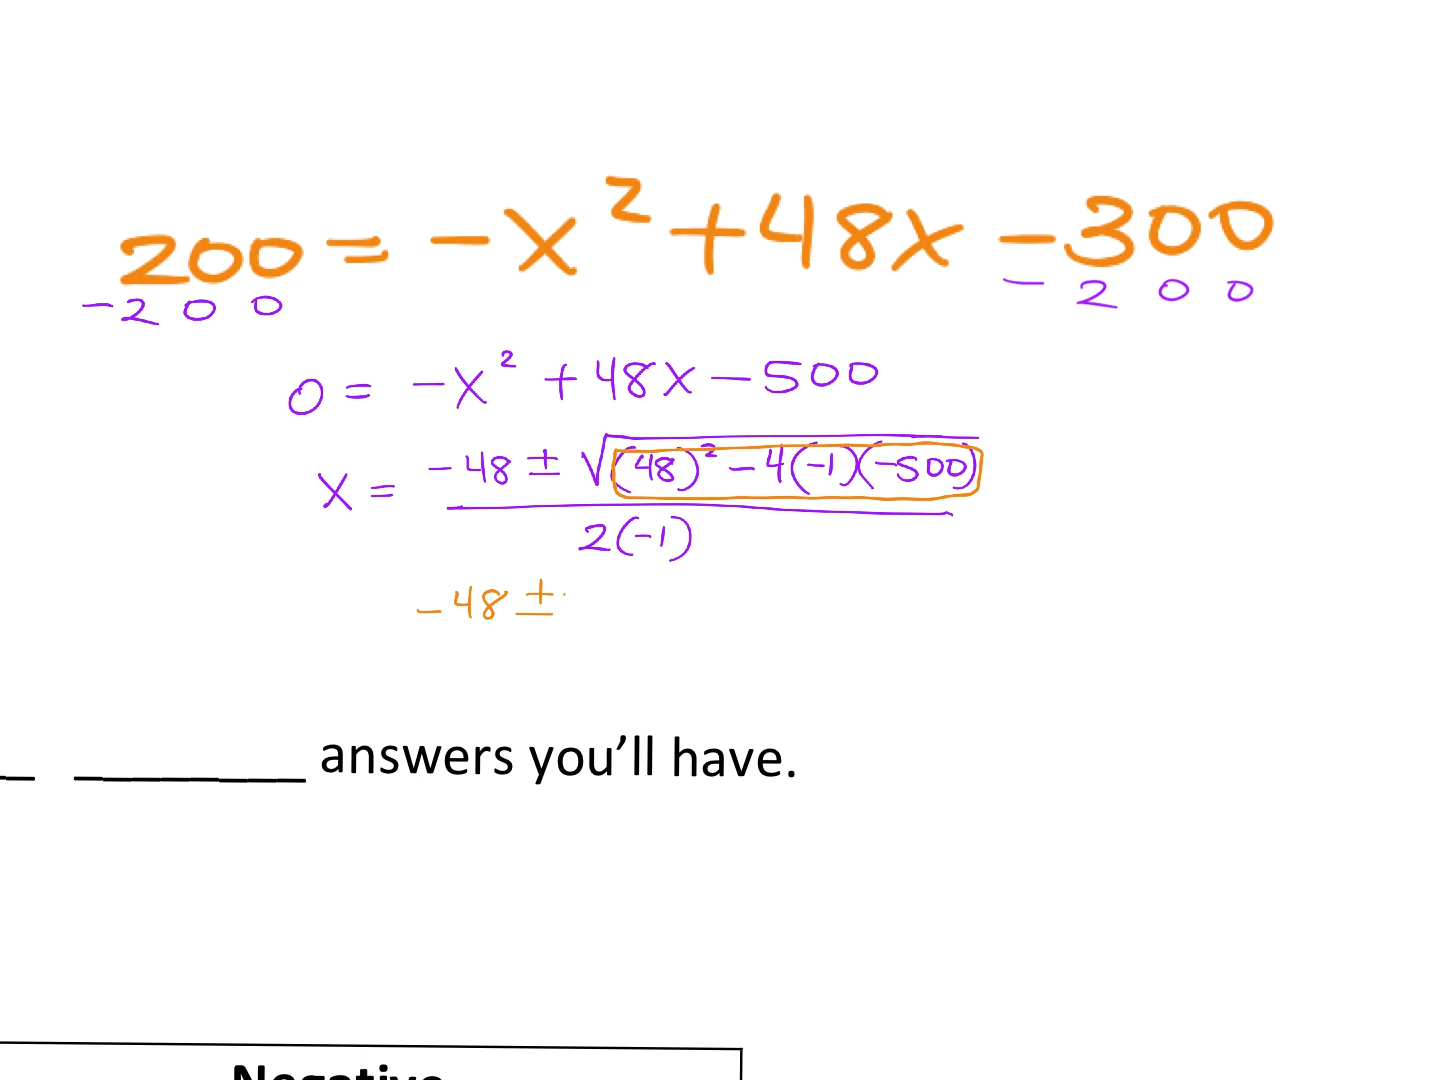 200 = -x² + 48x - 300
-200 - 200
0 = -x² + 48x - 500
x = -48 ± √(48)² - 4(-1)(-500)
2(-1)
-48 ±
answers you'll have.
Negative